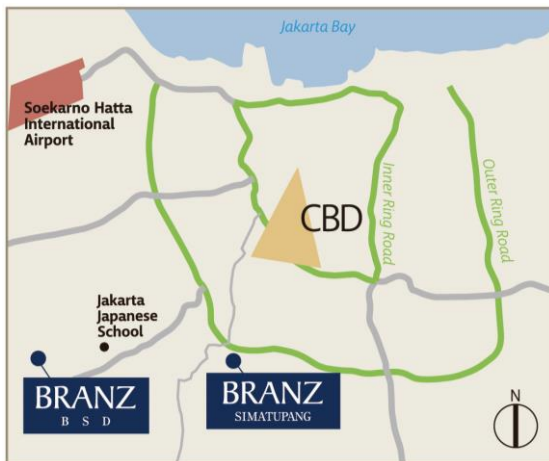 Jakarta Bay
Soekarno Hatta
International
Airport
CBD
Inner Ring Road
Outer Ring Road
Jakarta
Japanese
School
BRANZ
BSD
BRANZ
SIMATUPANG
N